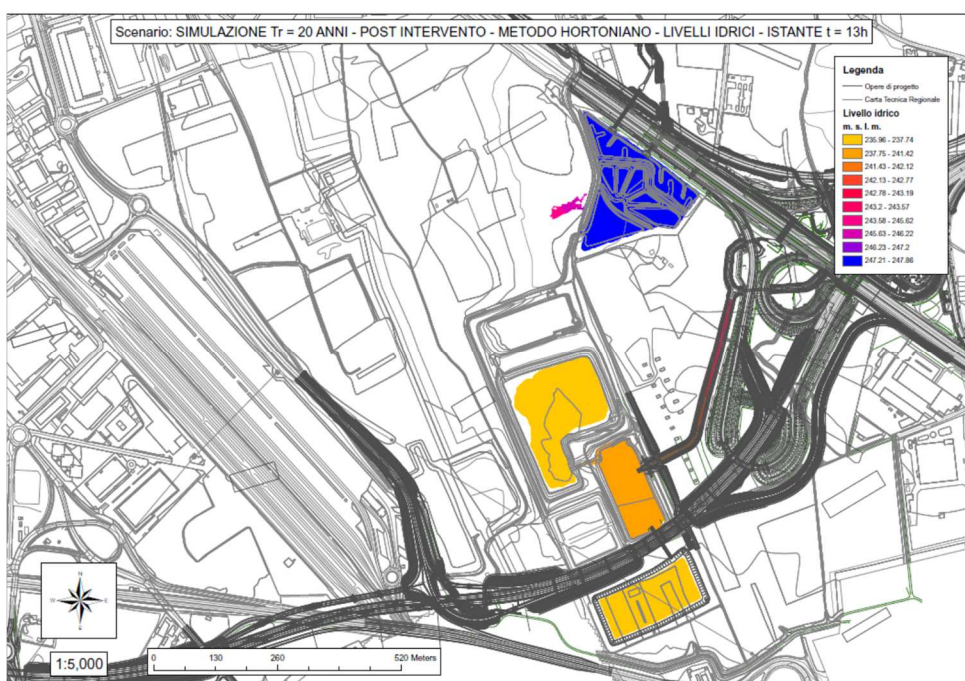 Scenario: SIMULAZIONE Tr = 20 ANNI - POST INTERVENTO - METODO HORTONIANO - LIVELLI IDRICI - ISTANTE t = 13h
Legenda
Opere di progetto
Carta Tecnica Regionale
Livello idrico
m. s. l. m.
235.96 - 237.74
237.75 - 241.42
241.43 - 242.12
242.13 - 242.77
242.78 - 243.19
243.2 - 243.57
243.58 - 245.62
245.63 - 246.22
246.23 - 247.2
247.21 - 247.86
N
W E
S
1:5,000
0 130 260 520 Meters